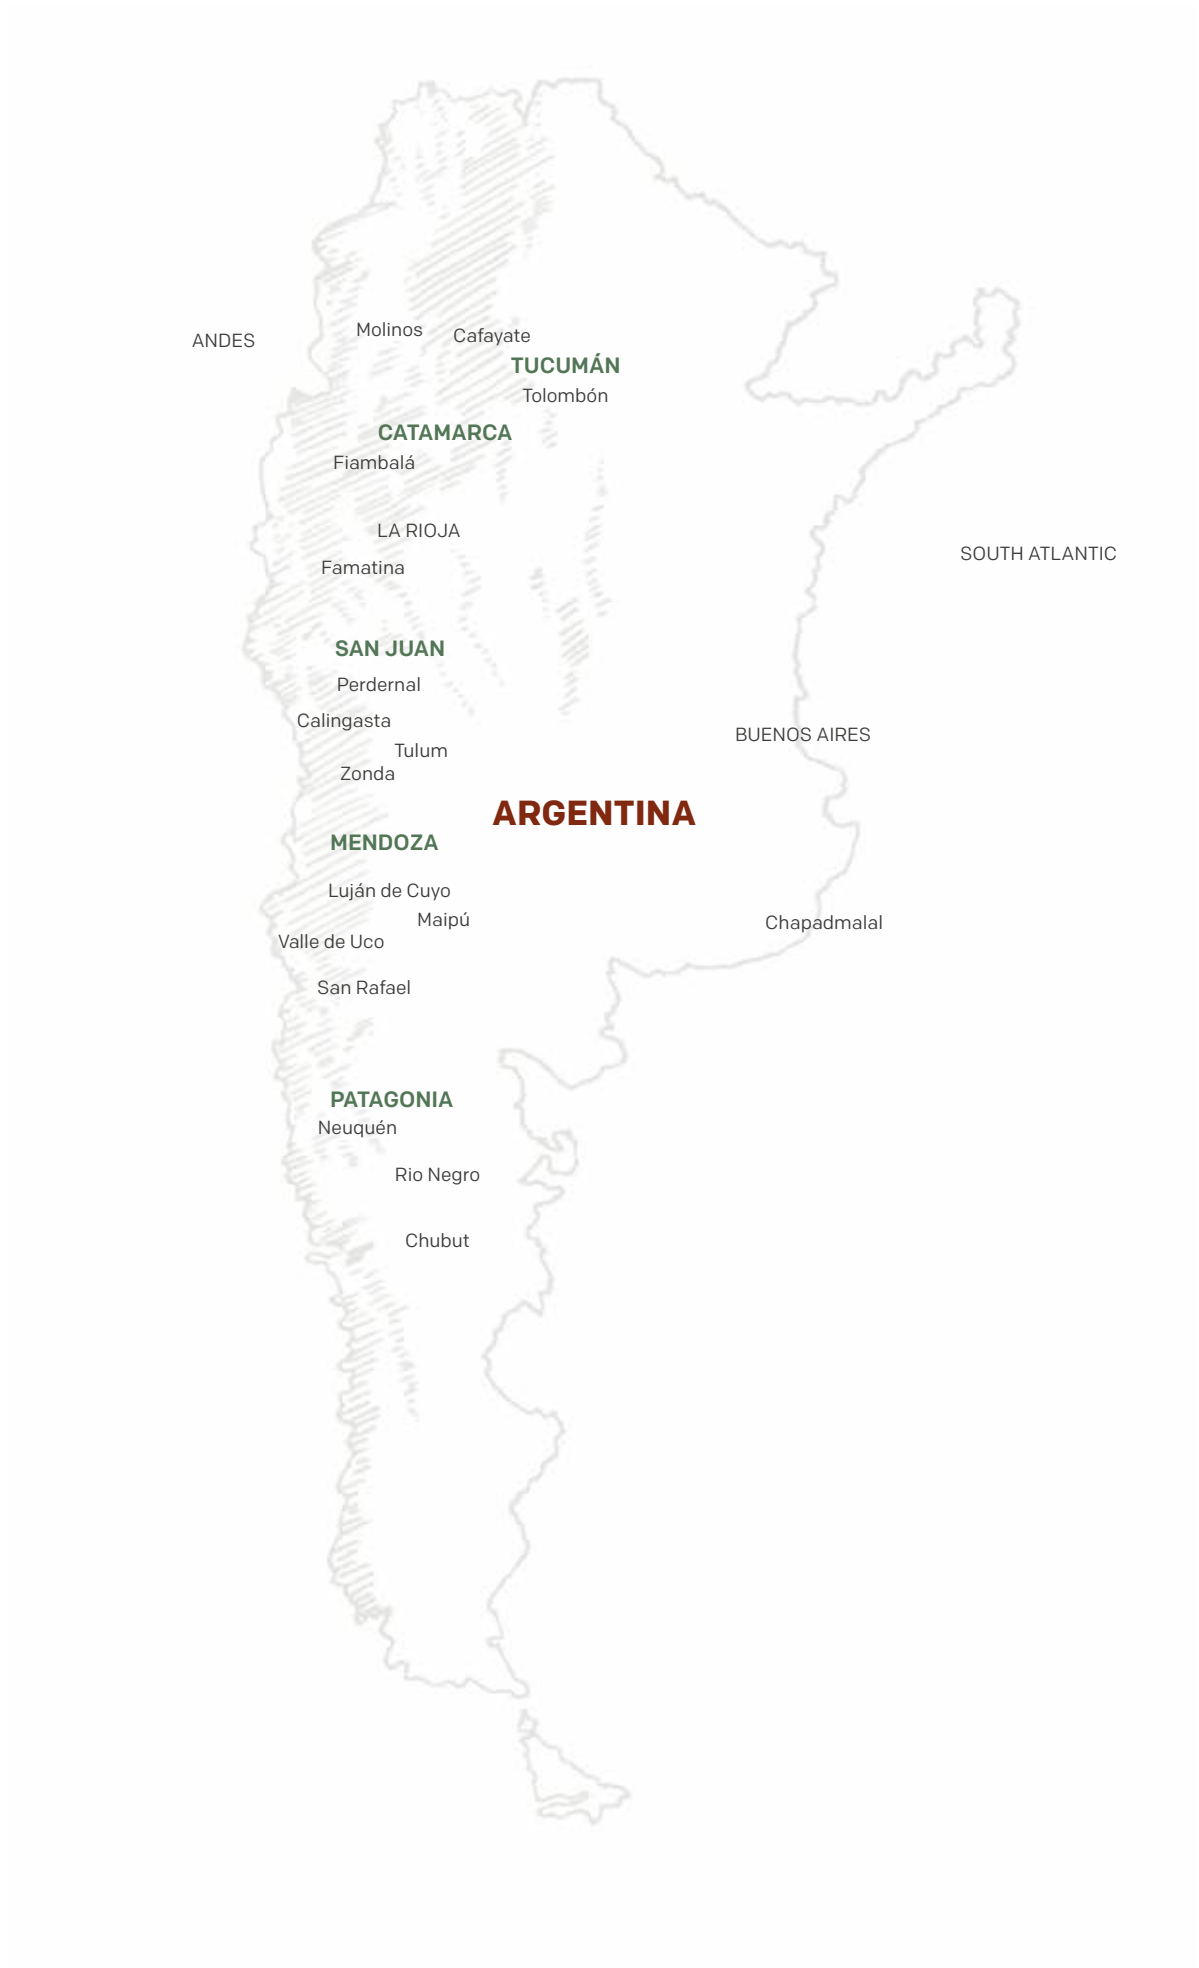 Molinos
Cafayate
ANDES
TUCUMÁN
Tolombón
CATAMARCA
Fiambalá
LA RIOJA
SOUTH ATLANTIC
Famatina
SAN JUAN
Perdernal
Calingasta
BUENOS AIRES
Tulum
Zonda
ARGENTINA
MENDOZA
Luján de Cuyo
Maipú
Chapadmalal
Valle de Uco
San Rafael
PATAGONIA
Neuquén
Rio Negro
Chubut